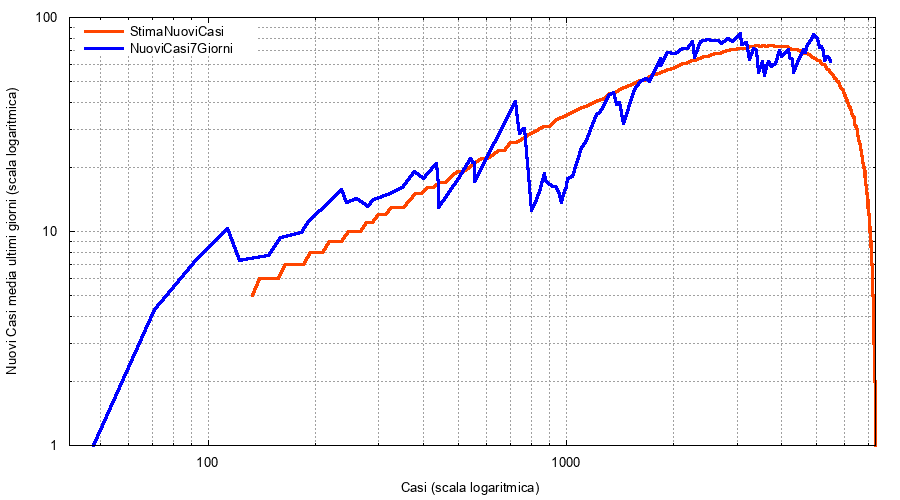 100
StimaNuoviCasi
NuoviCasi7Giorni
Nuovi Casi media ultimi giorni (scala logaritmica)
10
1
100
1000
Casi (scala logaritmica)